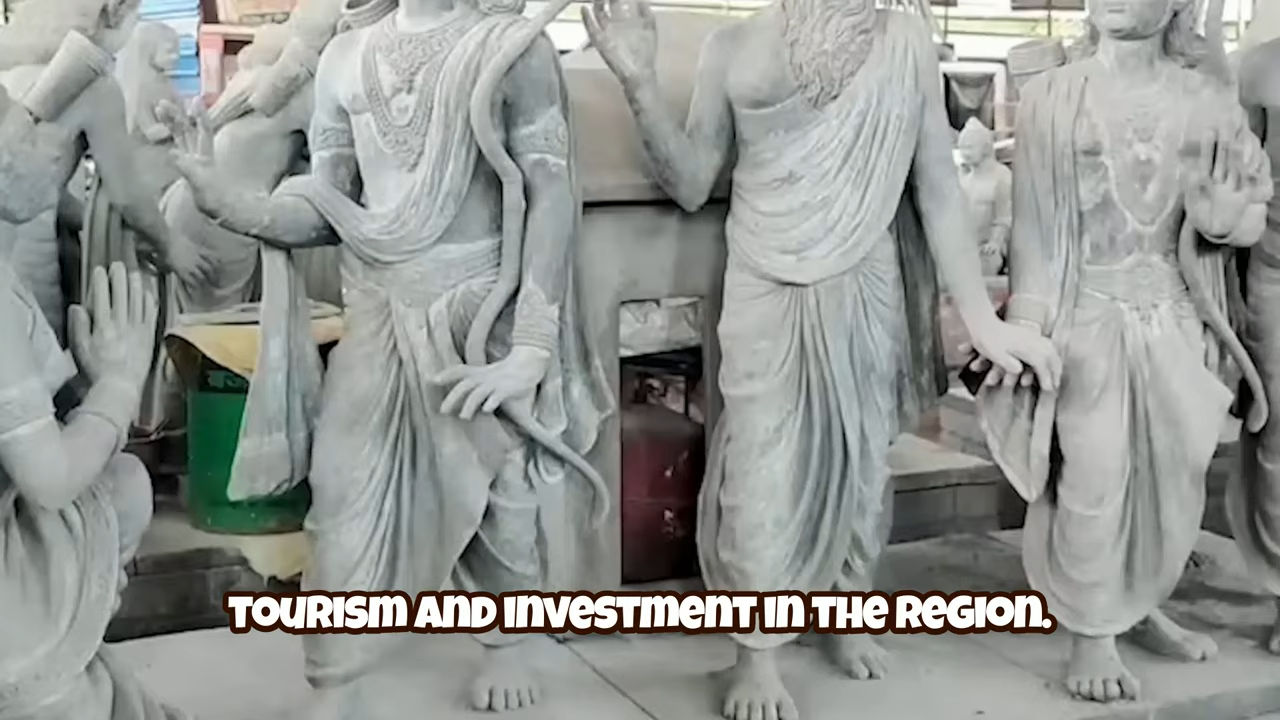 TOURISM AND INVESTMENT IN THE REGION.